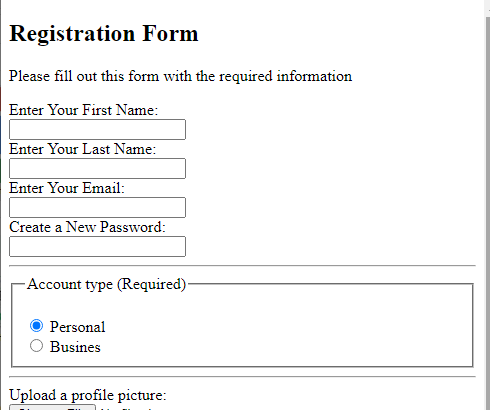 Registration Form
Please fill out this form with the required information
Enter Your First Name:
Enter Your Last Name:
Enter Your Email:
Create a New Password:
Account type (Required)
Personal
Busines
Upload a profile picture: